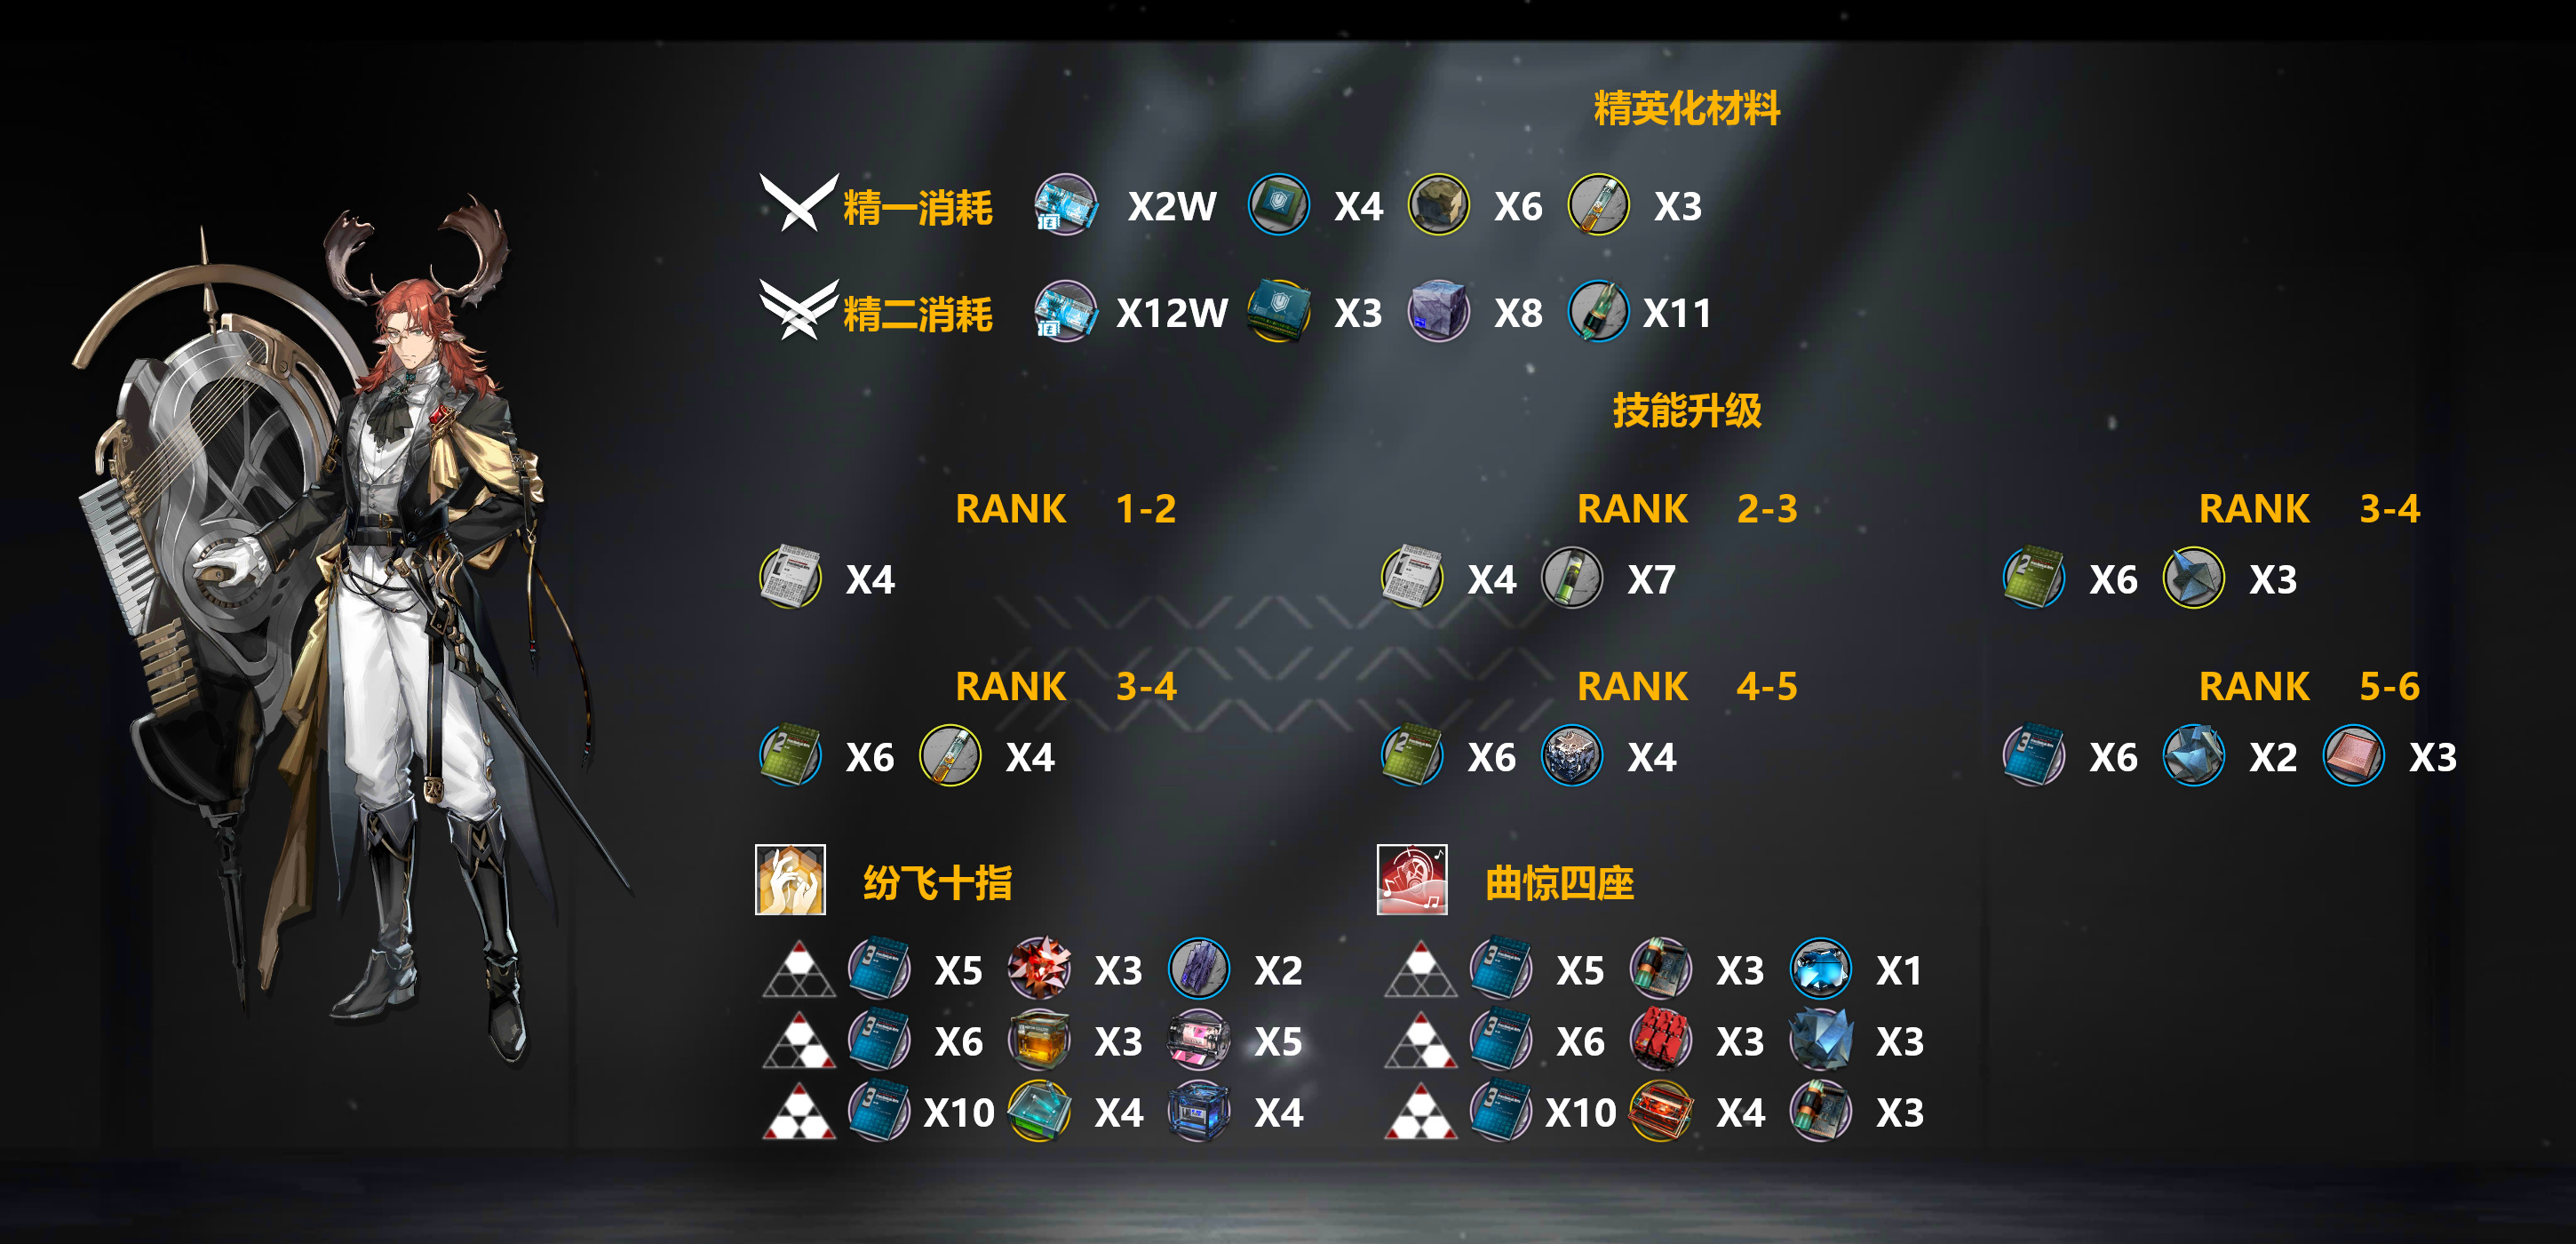 精英化材料
精一消耗 X2W X4 X6 X3
精二消耗 X12W X3 X8 X11
技能升级
RANK 1-2 RANK 2-3 RANK 3-4
X4 X4 X7 X6 X3
RANK 3-4 RANK 4-5 RANK 5-6
X6 X4 X6 X4 X6 X2 X3
纷飞十指 曲惊四座
X5 X3 X2 X5 X3 X1
X6 X3 X5 X6 X3 X3
X10 X4 X4 X10 X4 X3